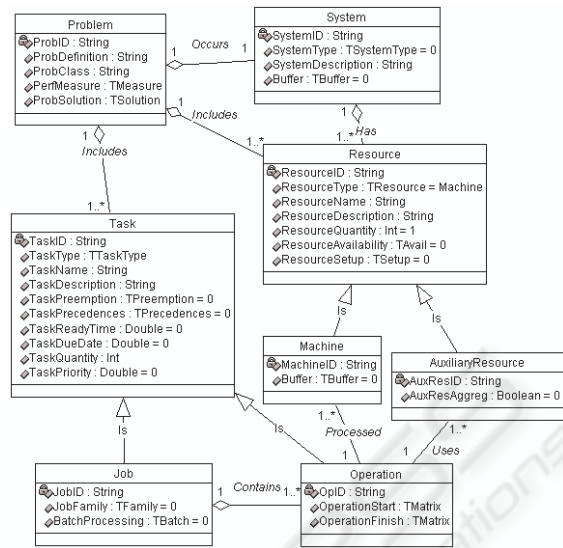 Problem
ProbID : String
ProbDefinition : String
ProbClass : String
PerfMeasure : TMeasure
ProbSolution : TSolution
System
SystemID : String
SystemType : TSystemType = 0
SystemDescription : String
Buffer : TBuffer = 0
1
Occurs
1
1
Includes
1..*
1
Includes
1..*
1
Has
1..*
Resource
ResourceID : String
ResourceType : TResource = Machine
ResourceName : String
ResourceDescription : String
ResourceQuantity : Int = 1
ResourceAvailability : TAvail = 0
ResourceSetup : TSetup = 0
Task
TaskID : String
TaskType : TTaskType
TaskName : String
TaskDescription : String
TaskPreemption : TPreemption = 0
TaskPrecedences : TPrecedences = 0
TaskReadyTime : Double = 0
TaskDueDate : Double = 0
TaskQuantity : Int
TaskPriority : Double = 0
Is
Is
Machine
MachineID : String
Buffer : TBuffer = 0
AuxiliaryResource
AuxResID : String
AuxResAggreg : Boolean = 0
Is
Is
1..*
Processed
1
1..*
Uses
1
Job
JobID : String
JobFamily : TFamily = 0
BatchProcessing : TBatch = 0
1
Contains
1..*
Operation
OpID : String
OperationStart : TMatrix
OperationFinish : TMatrix